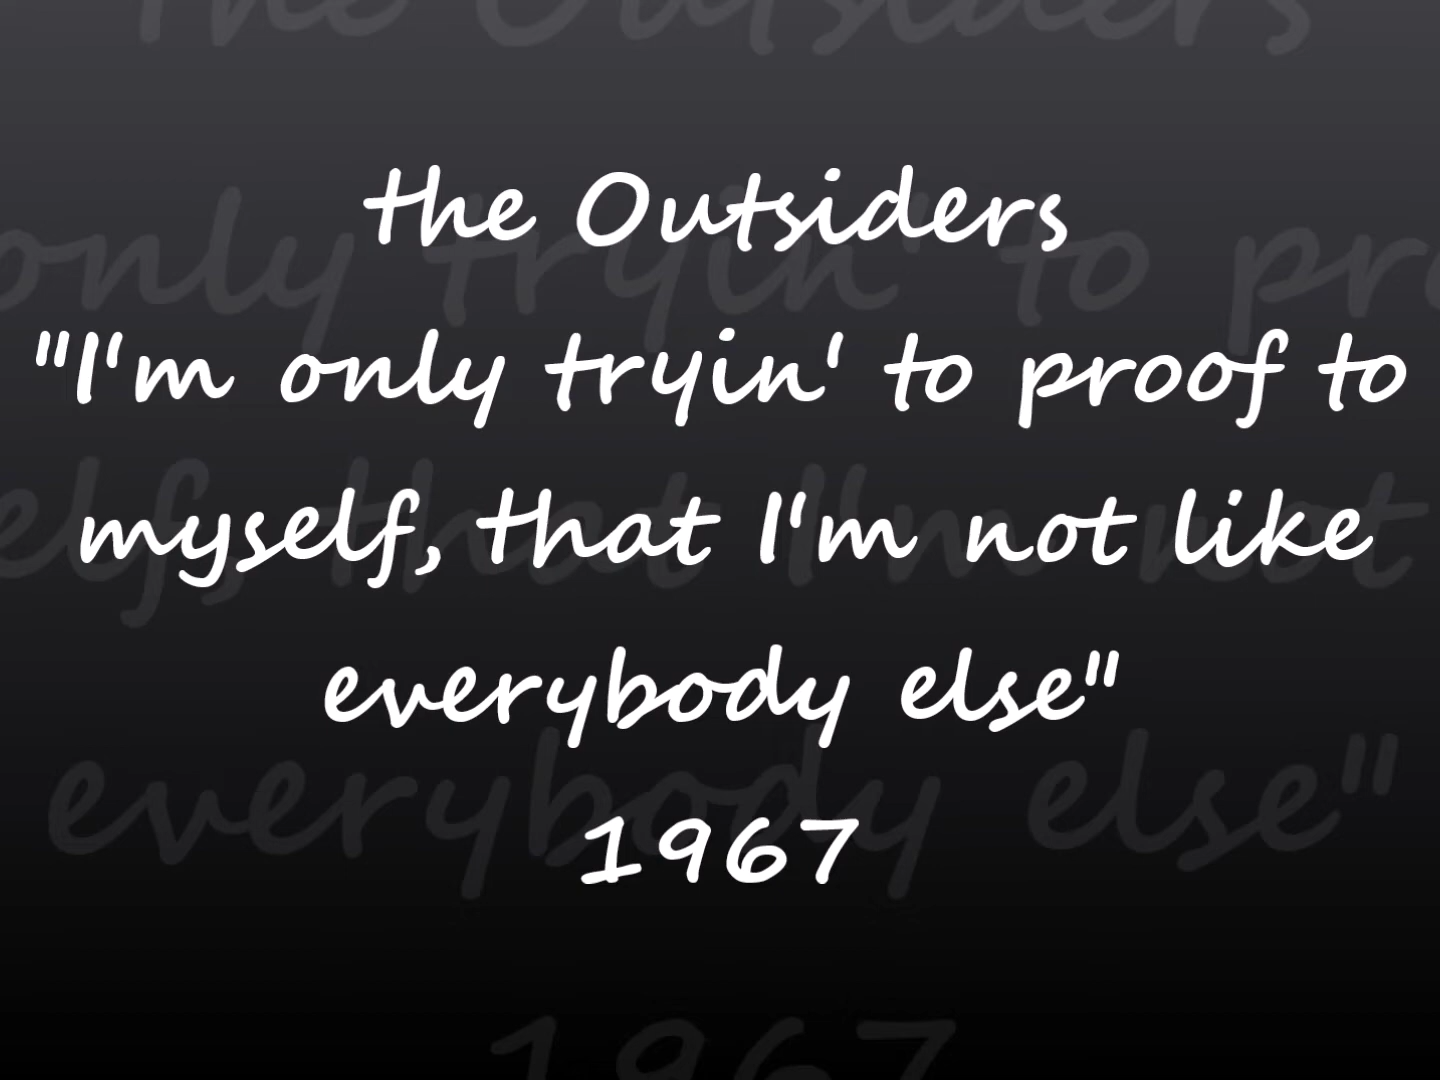 the Outsiders
"I'm only tryin' to proof to
myself, that I'm not like
everybody else"
1967